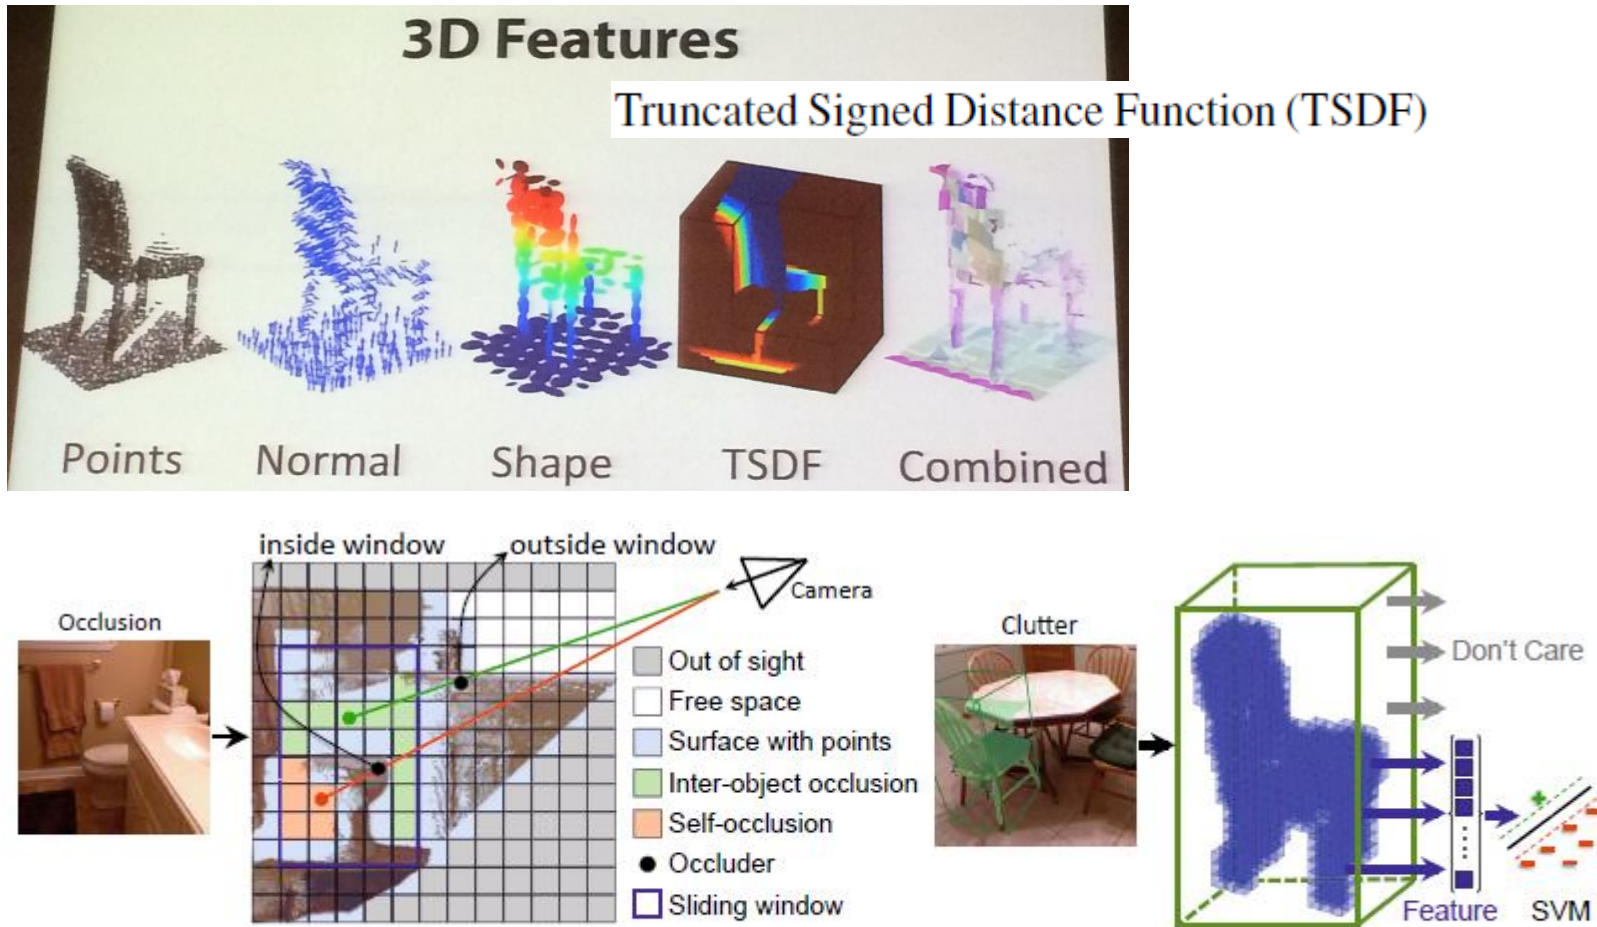 3D Features
Truncated Signed Distance Function (TSDF)
Points Normal Shape TSDF Combined
inside window
outside window
Camera
Occlusion
Out of sight
Free space
Surface with points
Inter-object occlusion
Self-occlusion
Occluder
Sliding window
Clutter
Don't Care
Feature
SVM